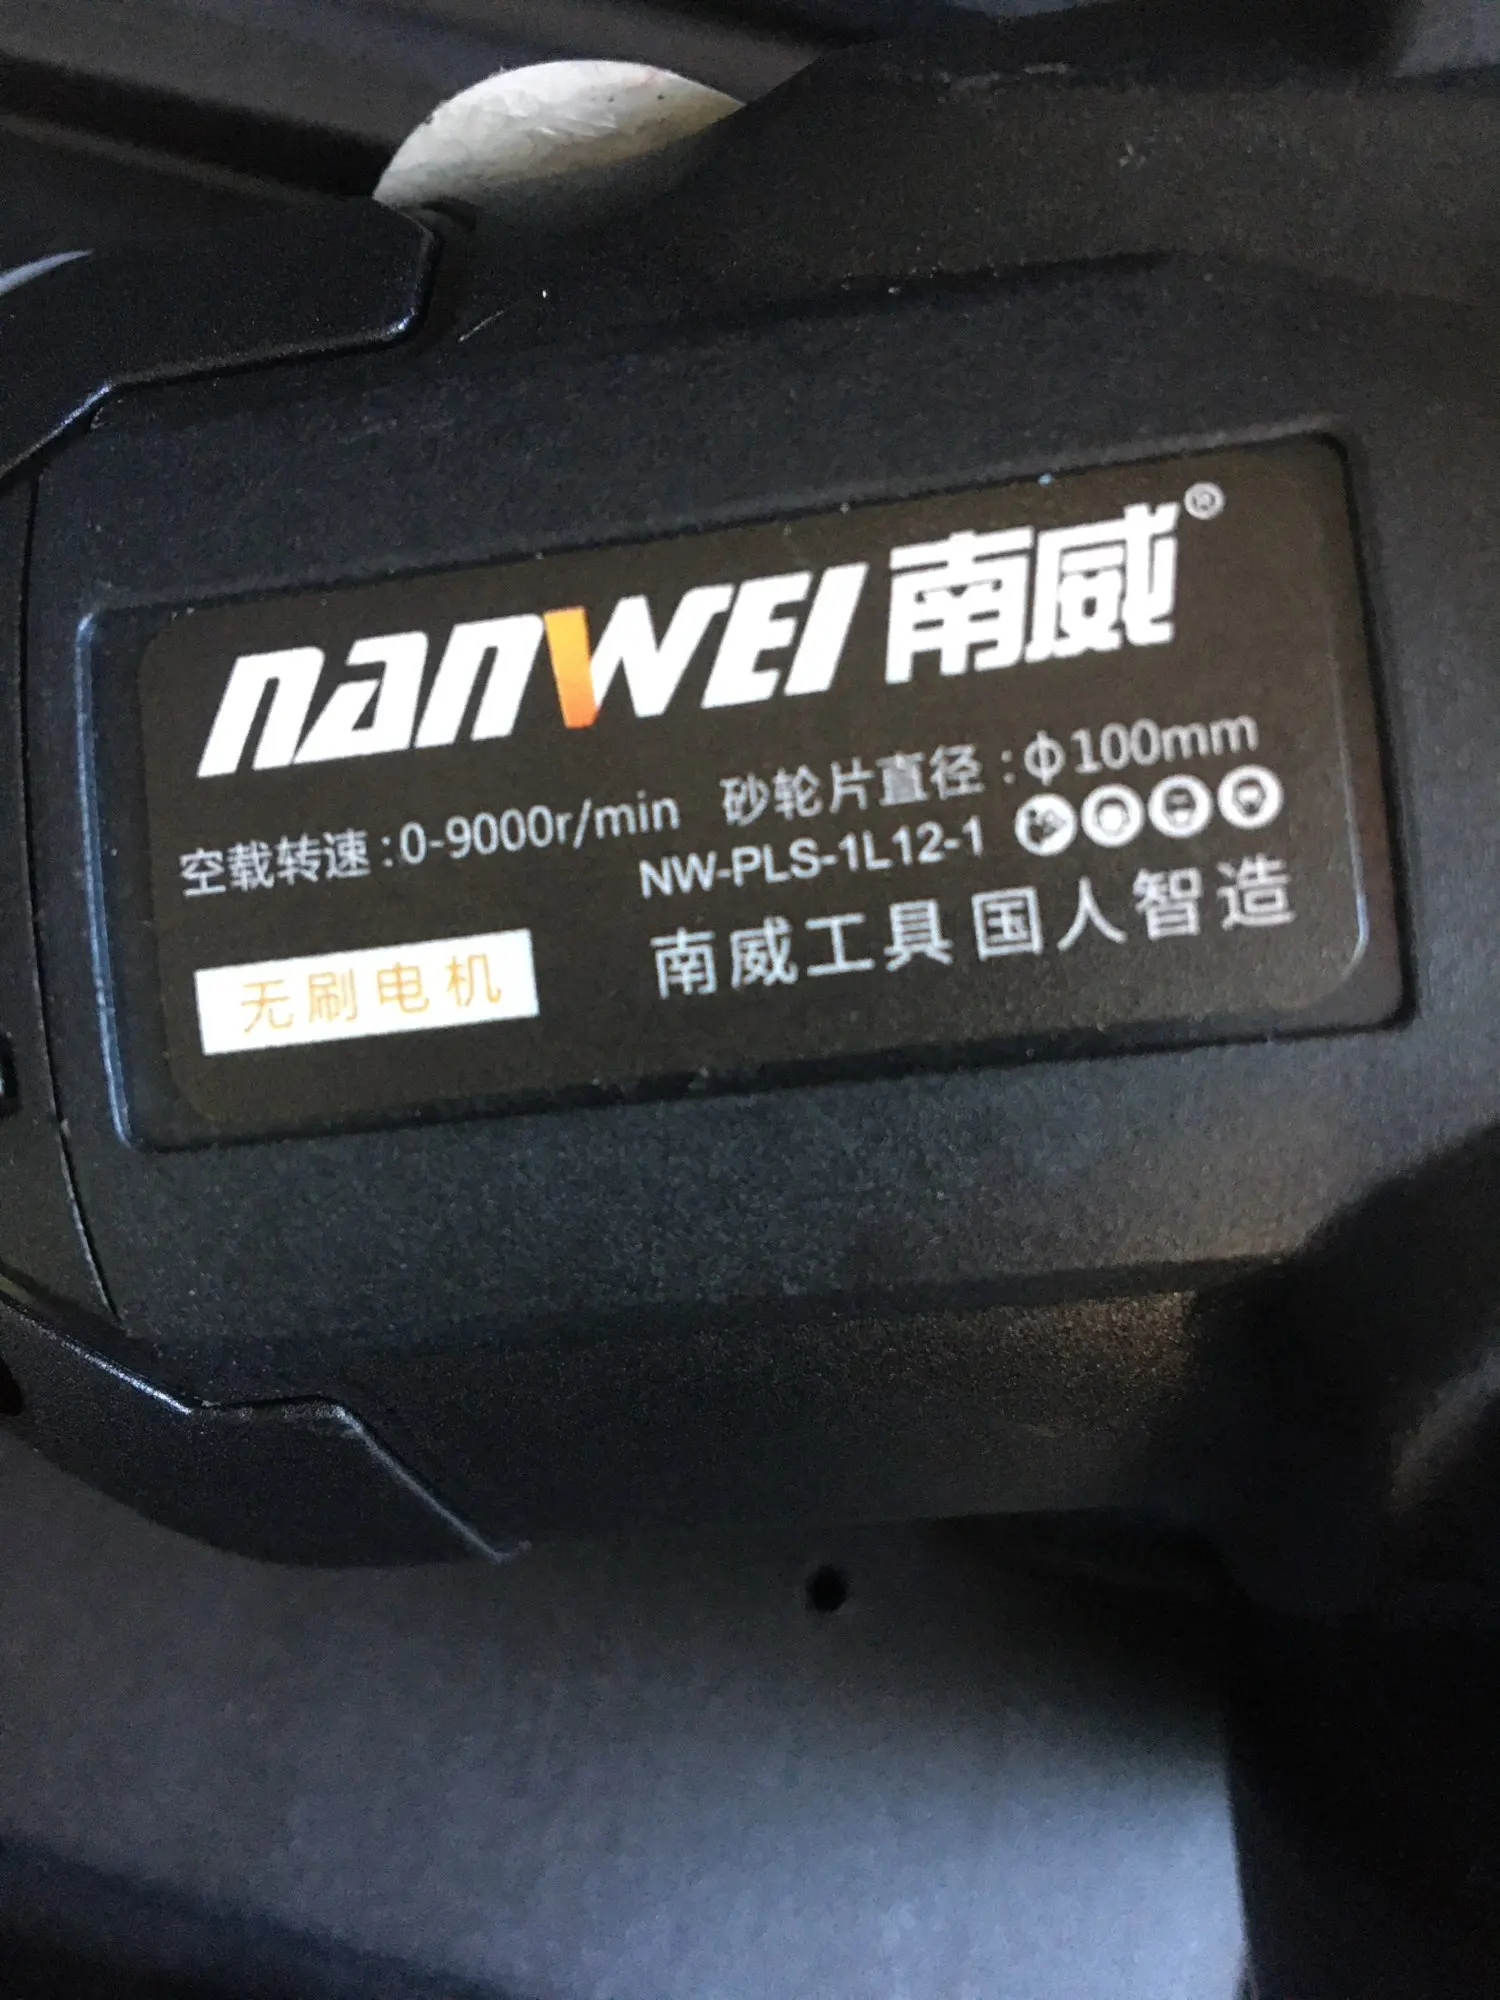 nanWEI 南威®
空载转速:0-9000r/min 砂轮片直径:ф100mm
NW-PLS-1L12-1
无刷电机 南威工具 国人智造